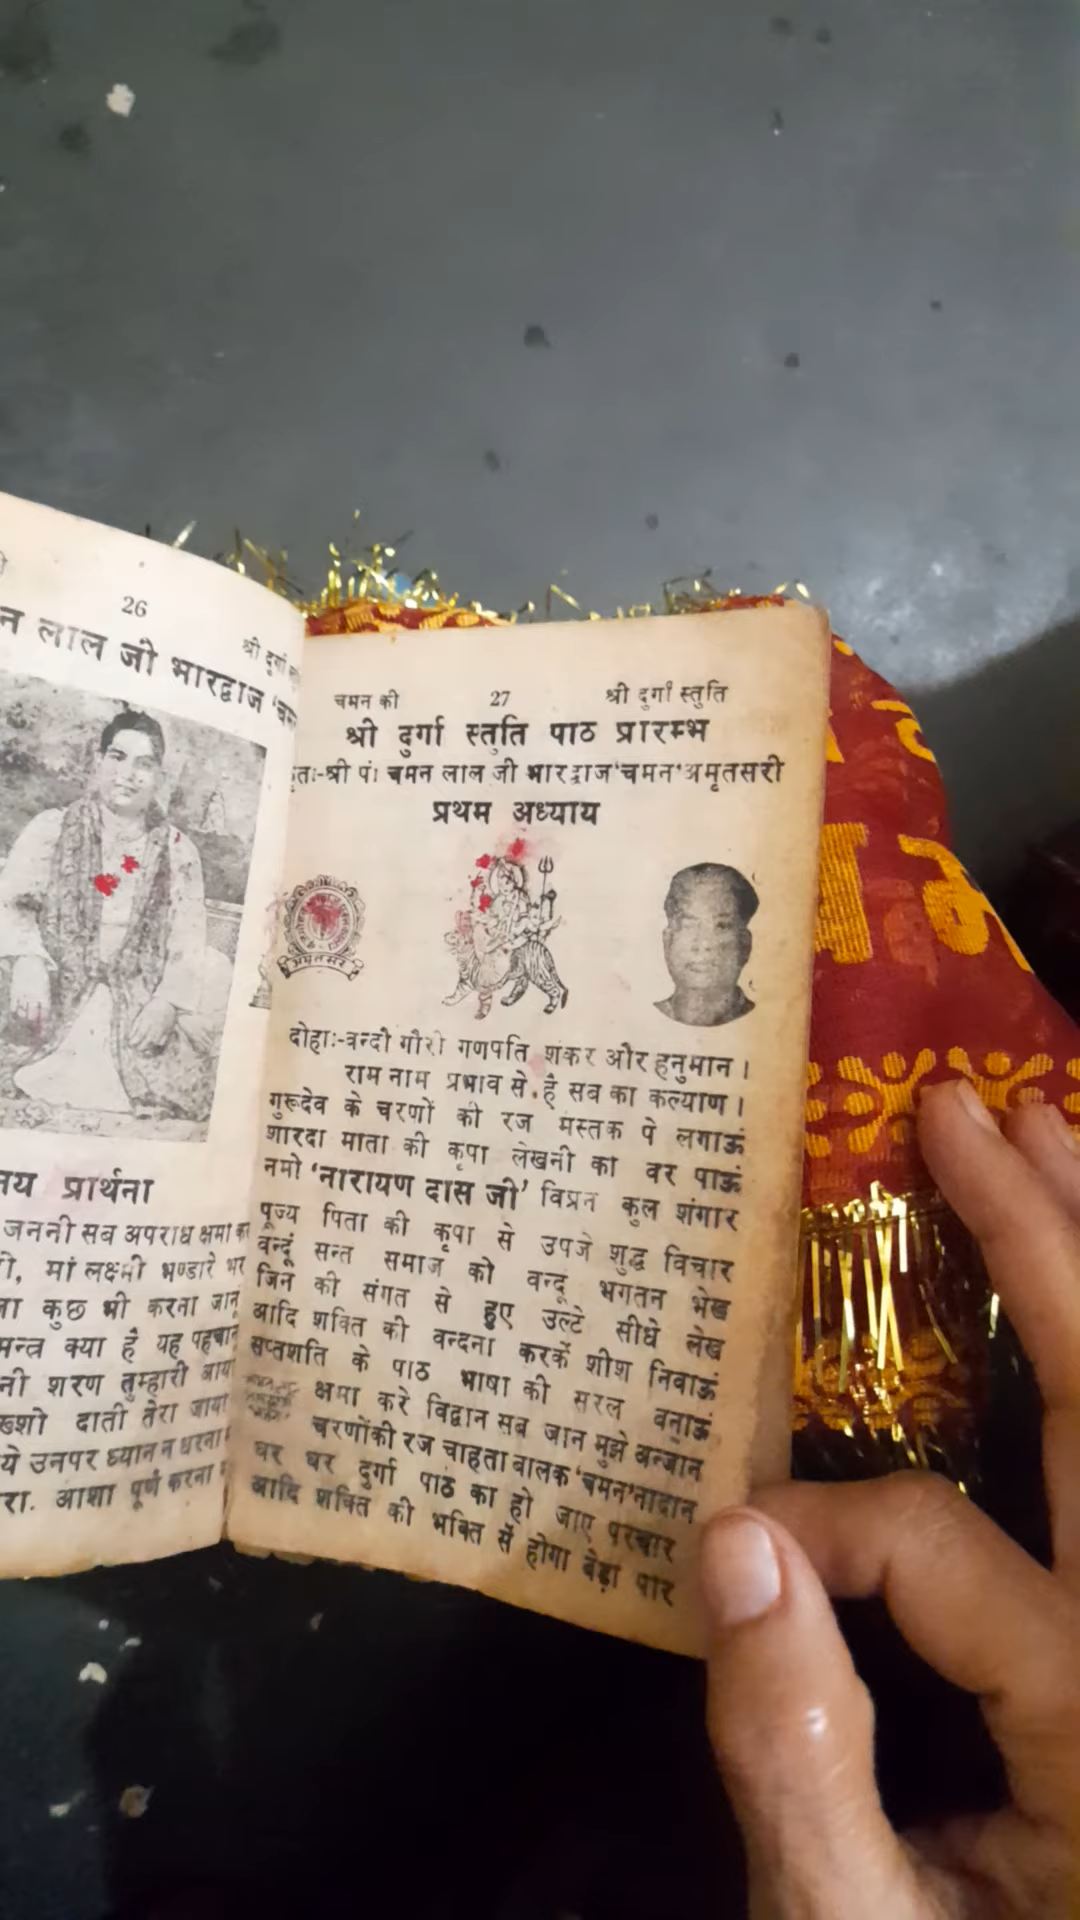 26
श्री दुर्गा
न लाल जी भारद्वाज 'चम
नय प्रार्थना
जननी सब अपराध क्षमा कर
मां लक्ष्मी भण्डारे भर
कुछ भी करना जानूं
मन्त्र क्या है यह पहचानूं
नी शरण तुम्हारी आया
ख्शो दाती तेरा जाया
ये उनपर ध्यान न धरना
रा. आशा पूर्ण करना
चमन की 27 श्री दुर्गा स्तुति
श्री दुर्गा स्तुति पाठ प्रारम्भ
कृतः-श्री पं। चमन लाल जी भारद्वाज 'चमन' अमृतसरी
प्रथम अध्याय
अमृतसर
दोहाः-वन्दो गौरी गणपति शंकर और हनुमान।
राम नाम प्रभाव से है सब का कल्याण।
गुरूदेव के चरणों की रज मस्तक पे लगाऊं
शारदा माता की कृपा लेखनी का वर पाऊं
नमो 'नारायण दास जी' विप्रन कुल शंगार
पूज्य पिता की कृपा से उपजे शुद्ध विचार
वन्दूं सन्त समाज को वन्दूं भगतन भेख
जिन की संगत से हुए उल्टे सीधे लेख
आदि शक्ति की वन्दना करके शीश निवाऊं
सप्तशति के पाठ भाषा की सरल बनाऊं
क्षमा करे विद्वान सब जान मुझे अन्जान
चरणोंकी रज चाहता बालक 'चमन' नादान
घर घर दुर्गा पाठ का हो जाए परचार
आदि शक्ति की भक्ति से होगा बेड़ा पार